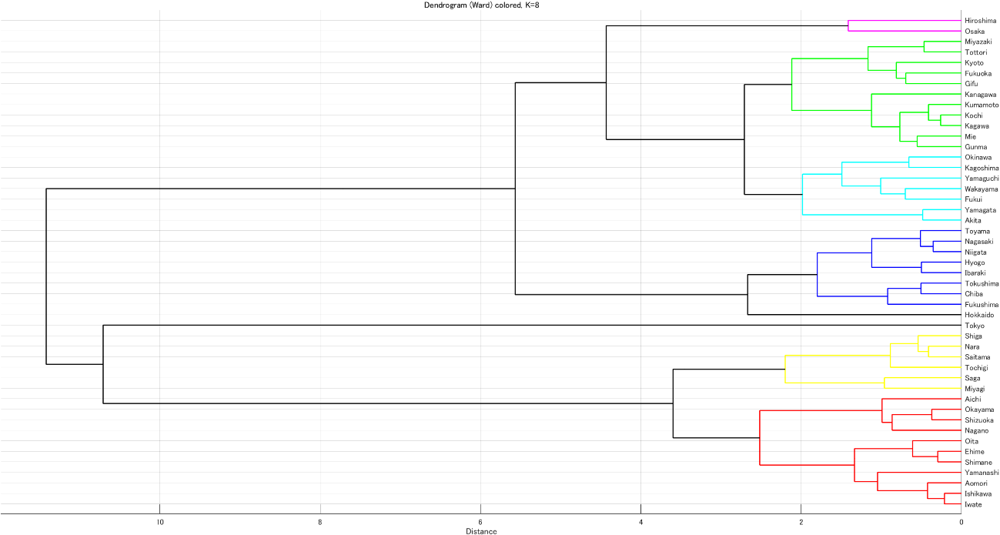 Dendrogram (Ward) colored, K=8
Hiroshima
Osaka
Miyazaki
Tottori
Kyoto
Fukuoka
Gifu
Kanagawa
Kumamoto
Kochi
Kagawa
Mie
Gunma
Okinawa
Kagoshima
Yamaguchi
Wakayama
Fukui
Yamagata
Akita
Toyama
Nagasaki
Niigata
Hyogo
Ibaraki
Tokushima
Chiba
Fukushima
Hokkaido
Tokyo
Shiga
Nara
Saitama
Tochigi
Saga
Miyagi
Aichi
Okayama
Shizuoka
Nagano
Oita
Ehime
Shimane
Yamanashi
Aomori
Ishikawa
Iwate
10 8 6 4 2 0
Distance